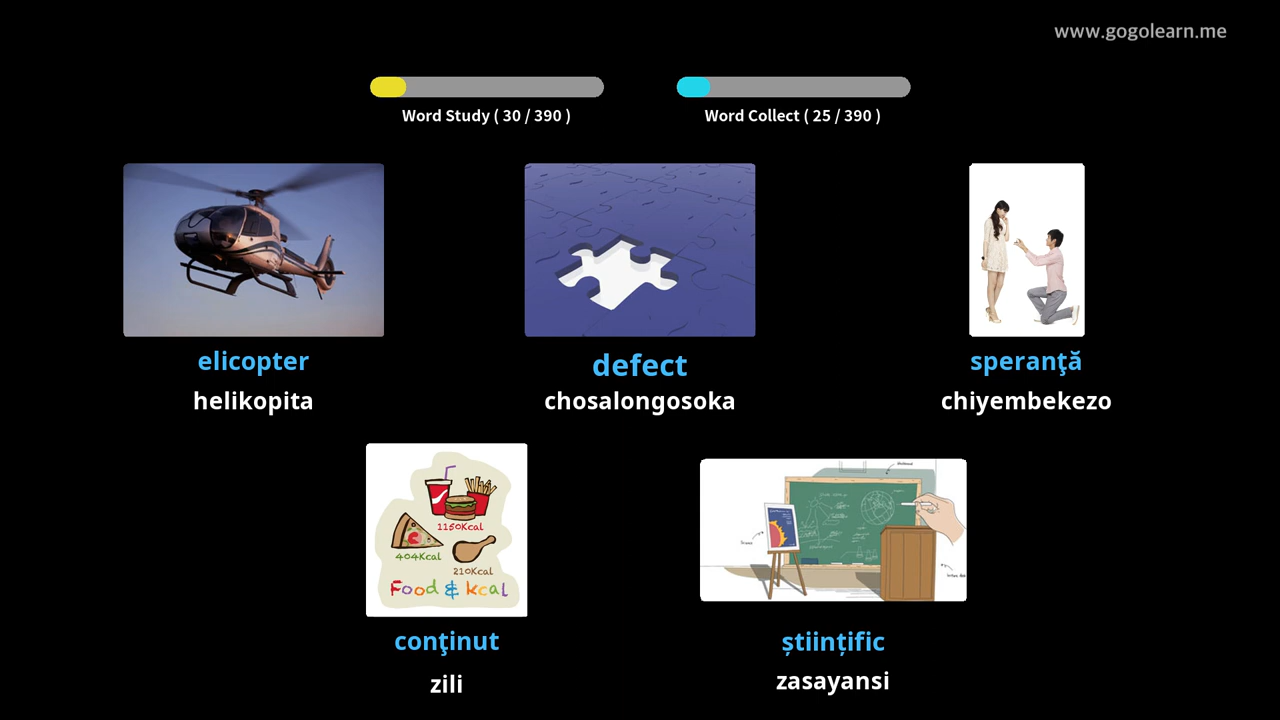 www.gogolearn.me
Word Study ( 30 / 390 )
Word Collect ( 25 / 390 )
elicopter
helikopita
defect
chosalongosoka
speranţă
chiyembekezo
1150Kcal
404Kcal
210Kcal
Food & kcal
conţinut
zili
științific
zasayansi